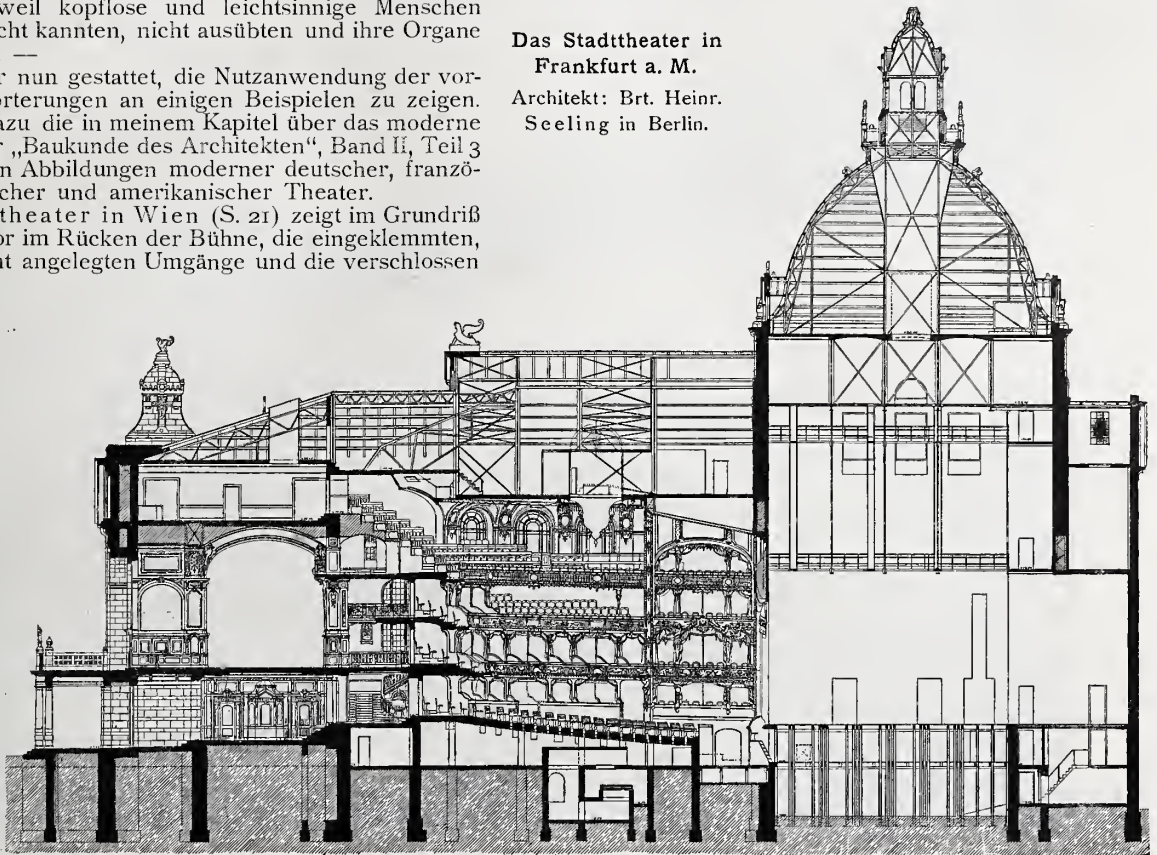 weil kopflose und leichtsinnige Menschen
cht kannten, nicht ausübten und ihre Organe
—
r nun gestattet, die Nutzanwendung der vor-
örterungen an einigen Beispielen zu zeigen.
azu die in meinem Kapitel über das moderne
r „Baukunde des Architekten“, Band II, Teil 3
n Abbildungen moderner deutscher, franzö-
scher und amerikanischer Theater.
theater in Wien (S. 21) zeigt im Grundriß
or im Rücken der Bühne, die eingeklemmten,
ht angelegten Umgänge und die verschlossen
Das Stadttheater in
Frankfurt a. M.
Architekt: Brt. Heinr.
Seeling in Berlin.